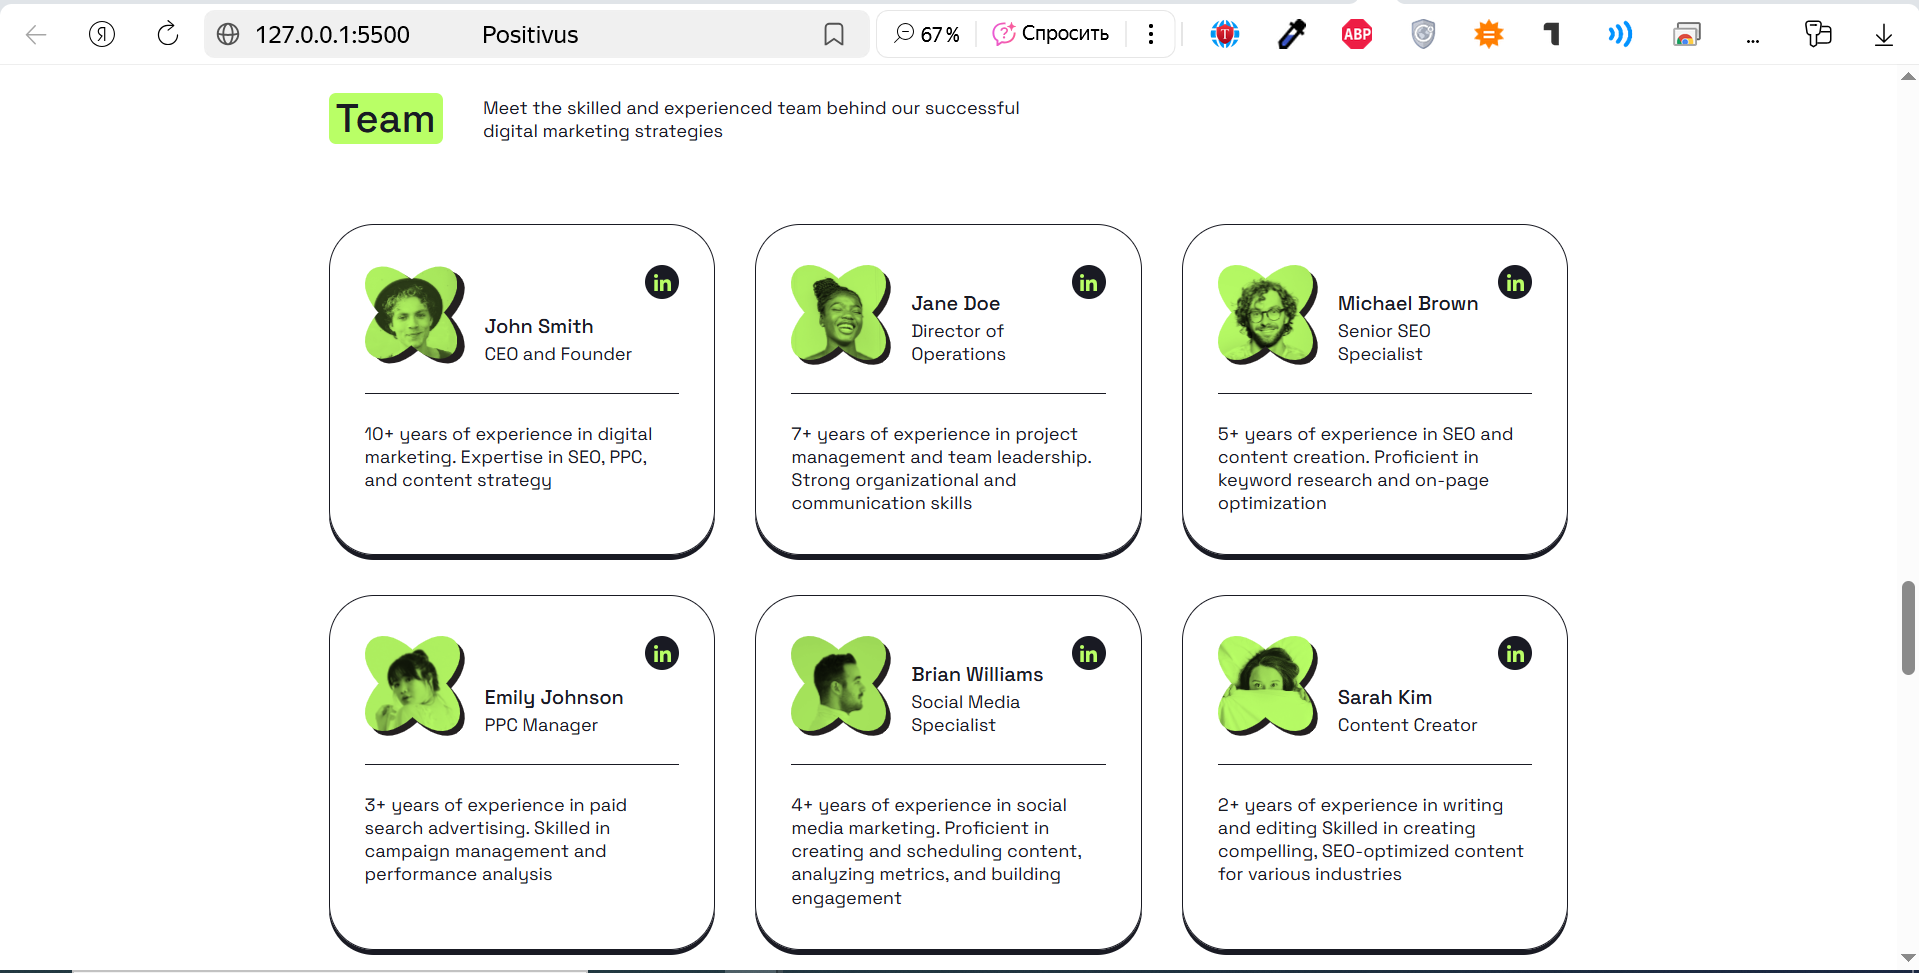 Я
127.0.0.1:5500 Positivus
67 %
Спросить
T
ABP
...
Team
Meet the skilled and experienced team behind our successful
digital marketing strategies
in
John Smith
CEO and Founder
10+ years of experience in digital
marketing. Expertise in SEO, PPC,
and content strategy
in
Jane Doe
Director of
Operations
7+ years of experience in project
management and team leadership.
Strong organizational and
communication skills
in
Michael Brown
Senior SEO
Specialist
5+ years of experience in SEO and
content creation. Proficient in
keyword research and on-page
optimization
in
Emily Johnson
PPC Manager
3+ years of experience in paid
search advertising. Skilled in
campaign management and
performance analysis
in
Brian Williams
Social Media
Specialist
4+ years of experience in social
media marketing. Proficient in
creating and scheduling content,
analyzing metrics, and building
engagement
in
Sarah Kim
Content Creator
2+ years of experience in writing
and editing Skilled in creating
compelling, SEO-optimized content
for various industries